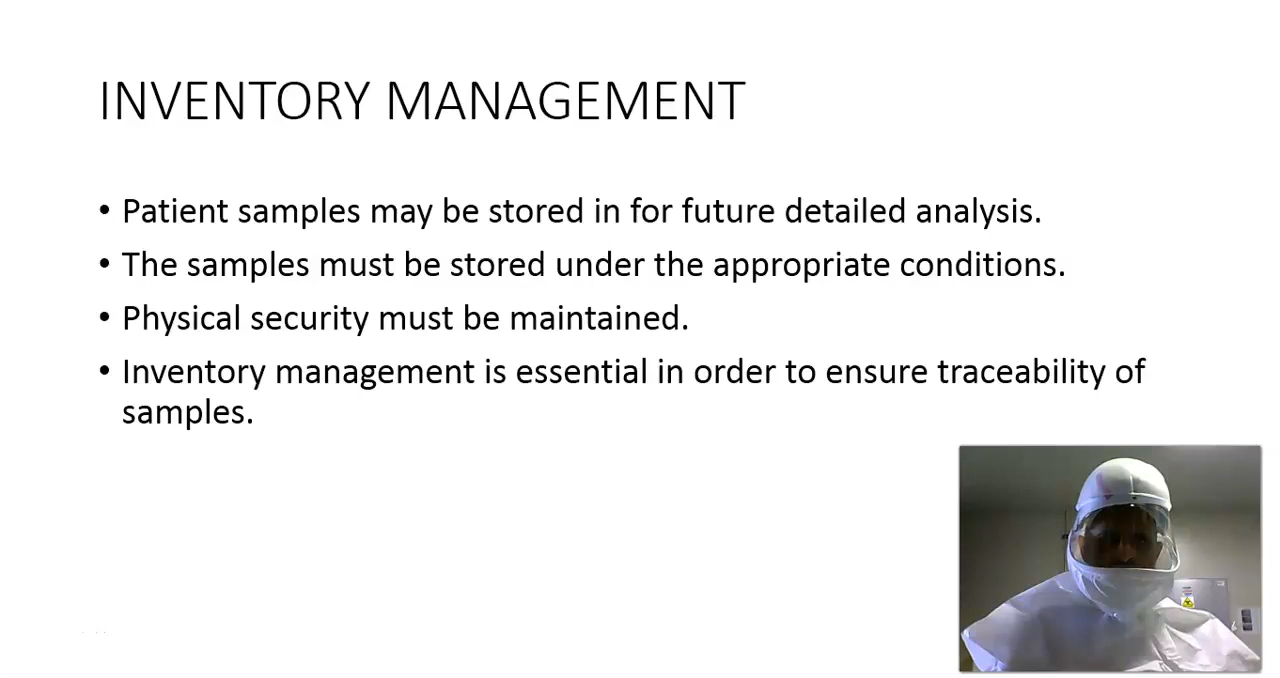 INVENTORY MANAGEMENT
• Patient samples may be stored in for future detailed analysis.
• The samples must be stored under the appropriate conditions.
• Physical security must be maintained.
• Inventory management is essential in order to ensure traceability of
samples.